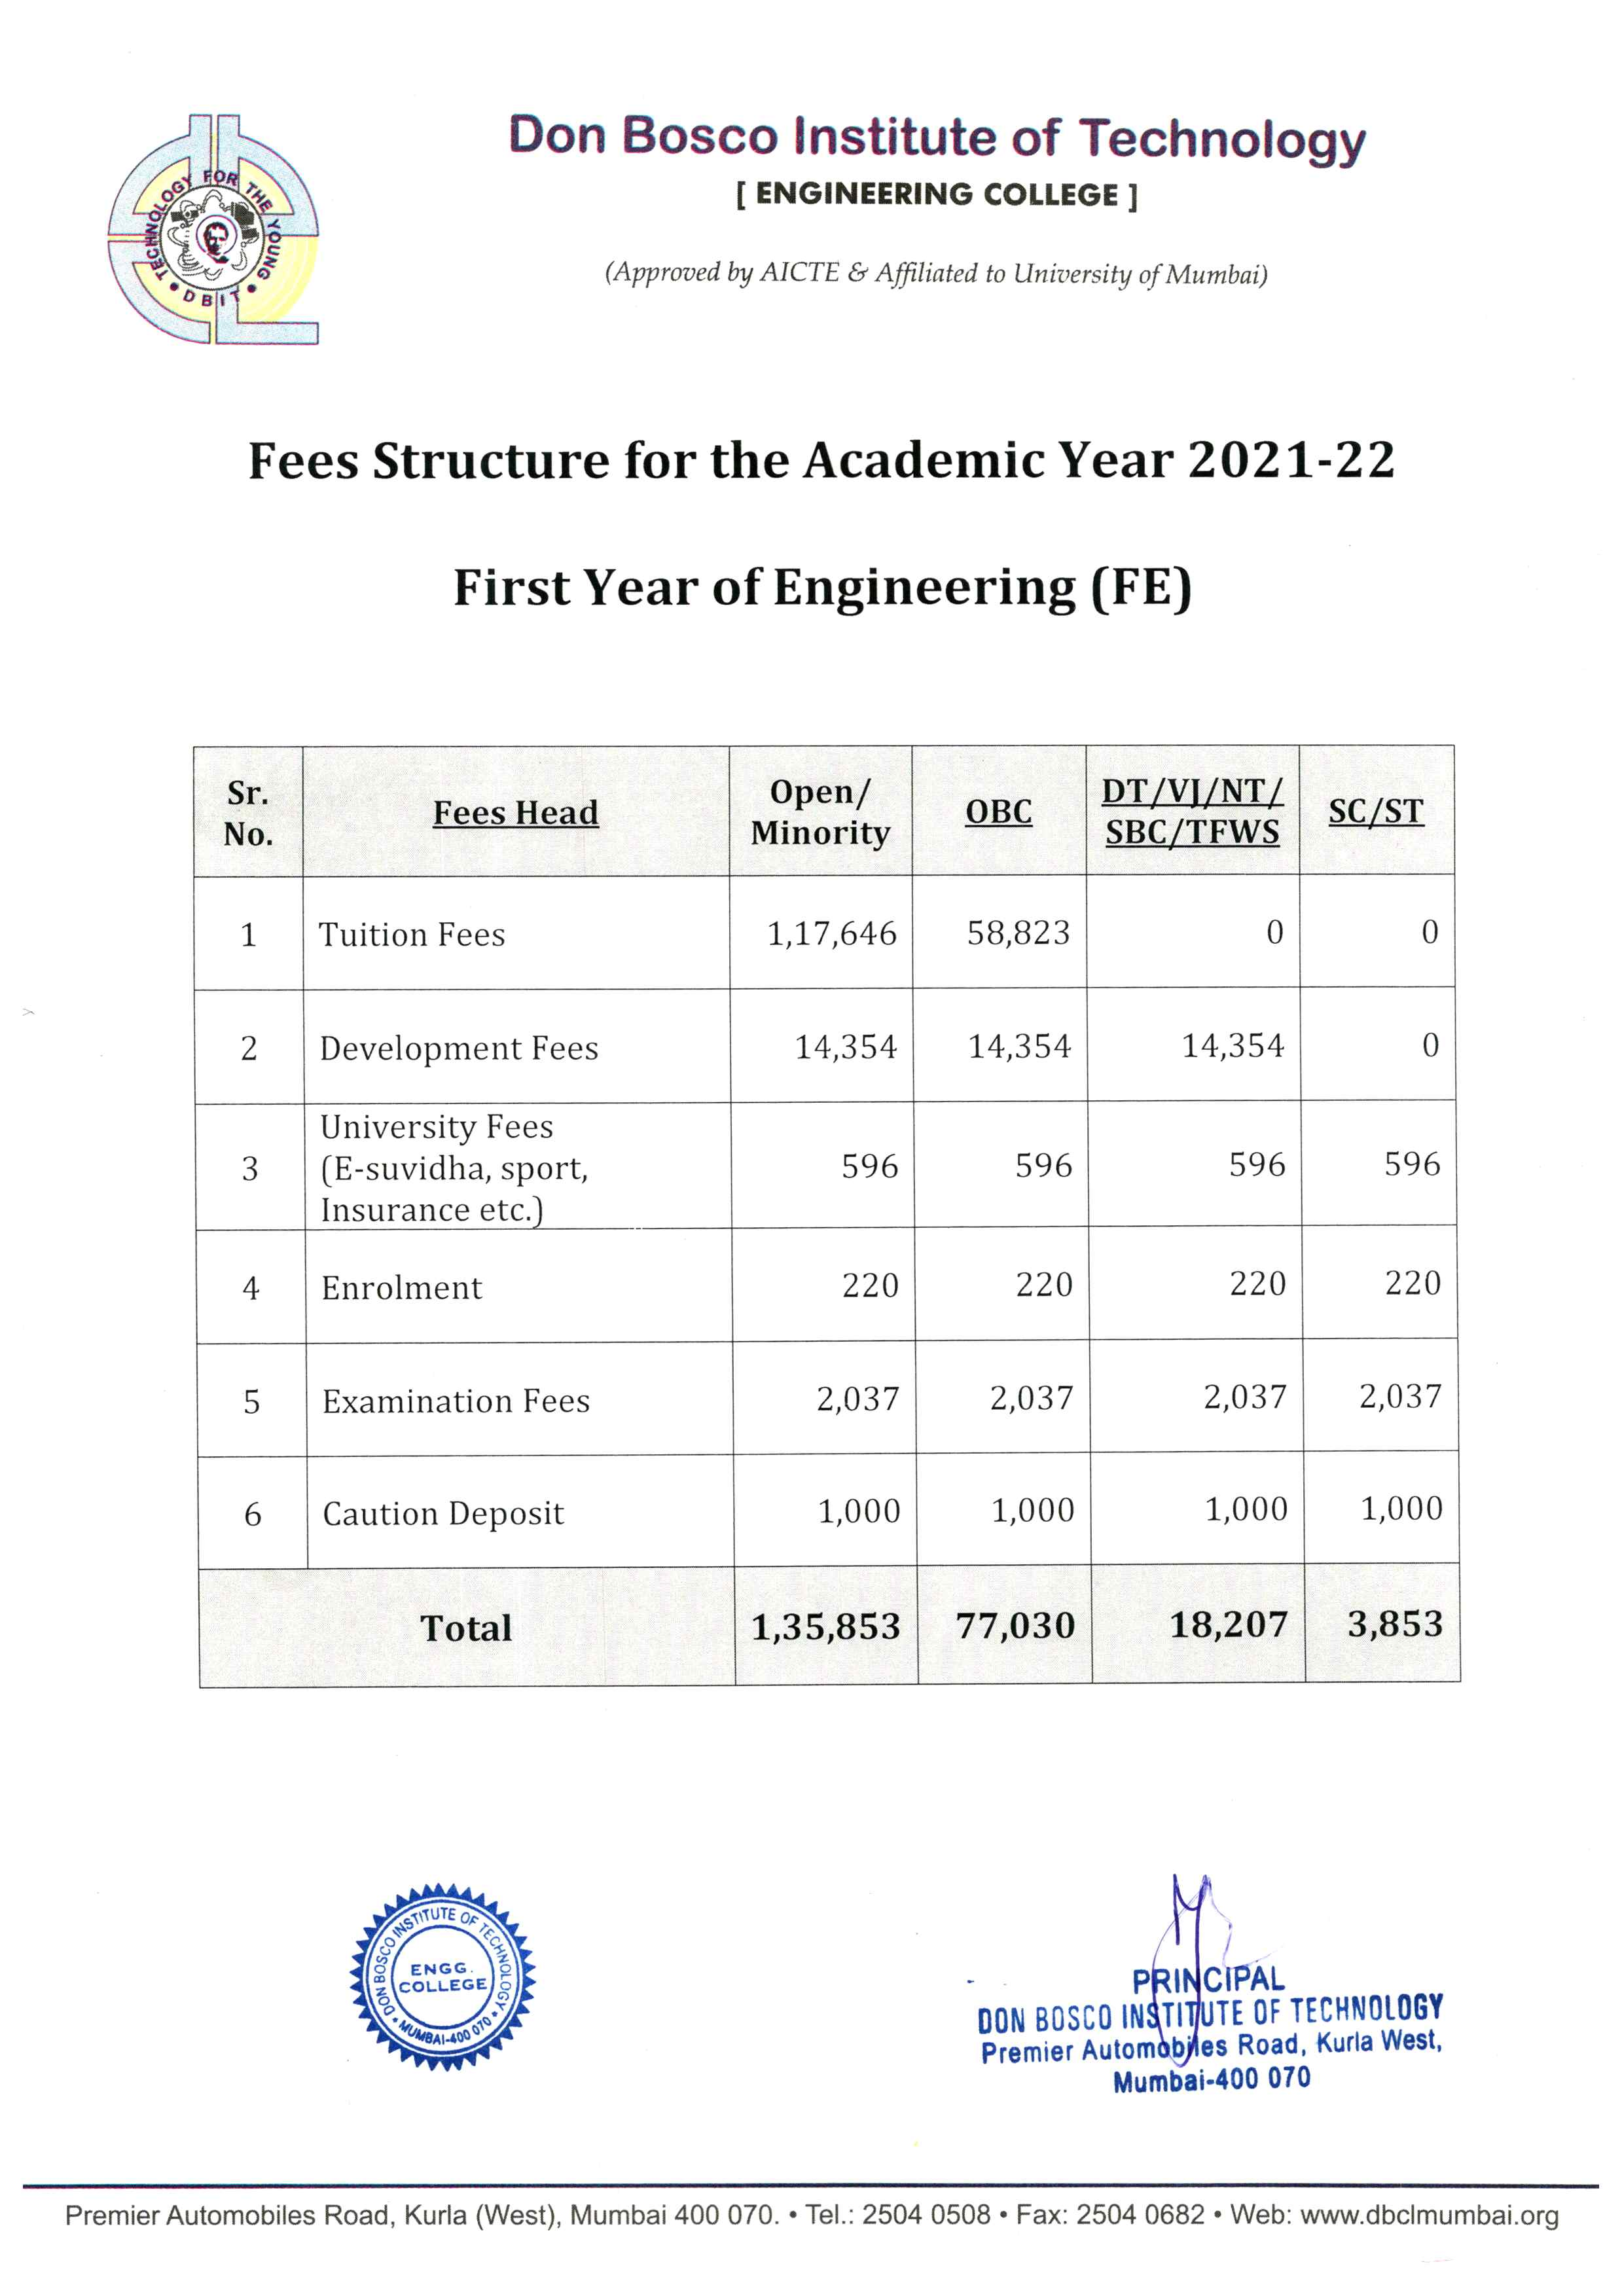 TECHNOLOGY FOR THE YOUNG
• DBIT •
Don Bosco Institute of Technology
[ ENGINEERING COLLEGE ]
(Approved by AICTE & Affiliated to University of Mumbai)
Fees Structure for the Academic Year 2021-22
First Year of Engineering (FE)
Sr. No. Fees Head Open/ Minority OBC DT/VJ/NT/ SBC/TFWS SC/ST
1 Tuition Fees 1,17,646 58,823 0 0
2 Development Fees 14,354 14,354 14,354 0
3 University Fees (E-suvidha, sport, Insurance etc.) 596 596 596 596
4 Enrolment 220 220 220 220
5 Examination Fees 2,037 2,037 2,037 2,037
6 Caution Deposit 1,000 1,000 1,000 1,000
Total 1,35,853 77,030 18,207 3,853
DON BOSCO INSTITUTE OF TECHNOLOGY
• MUMBAI-400 070 •
ENGG.
COLLEGE
PRINCIPAL
DON BOSCO INSTITUTE OF TECHNOLOGY
Premier Automobiles Road, Kurla West,
Mumbai-400 070
Premier Automobiles Road, Kurla (West), Mumbai 400 070. • Tel.: 2504 0508 • Fax: 2504 0682 • Web: www.dbclmumbai.org